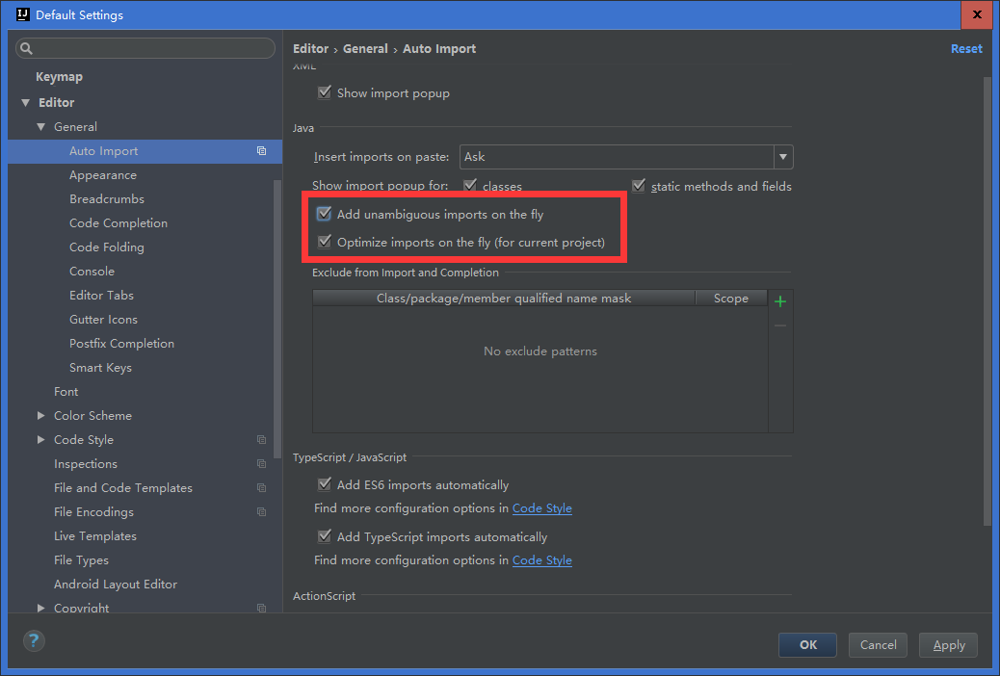 IJ Default Settings
Editor › General › Auto Import
Reset
Keymap
Editor
General
Auto Import
Appearance
Breadcrumbs
Code Completion
Code Folding
Console
Editor Tabs
Gutter Icons
Postfix Completion
Smart Keys
Font
Color Scheme
Code Style
Inspections
File and Code Templates
File Encodings
Live Templates
File Types
Android Layout Editor
Copyright
XML
Show import popup
Java
Insert imports on paste: Ask
Show import popup for: classes static methods and fields
Add unambiguous imports on the fly
Optimize imports on the fly (for current project)
Exclude from Import and Completion
Class/package/member qualified name mask Scope
No exclude patterns
TypeScript / JavaScript
Add ES6 imports automatically
Find more configuration options in Code Style
Add TypeScript imports automatically
Find more configuration options in Code Style
ActionScript
?
OK Cancel Apply